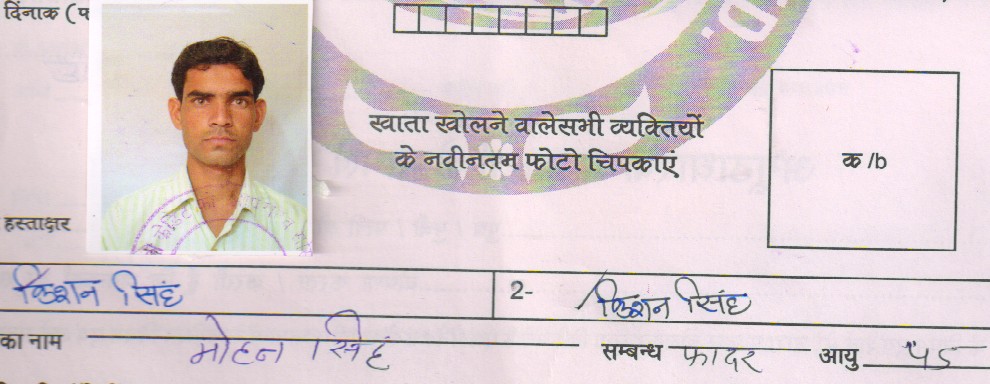 दिनांक (
खाता खोलने वालेसभी व्यक्तियों
के नवीनतम फोटो चिपकाएं
क /b
हस्ताक्षर
किशन सिंह
2- किशन सिंह
का नाम मोहन सिंह सम्बन्ध फादर आयु 45